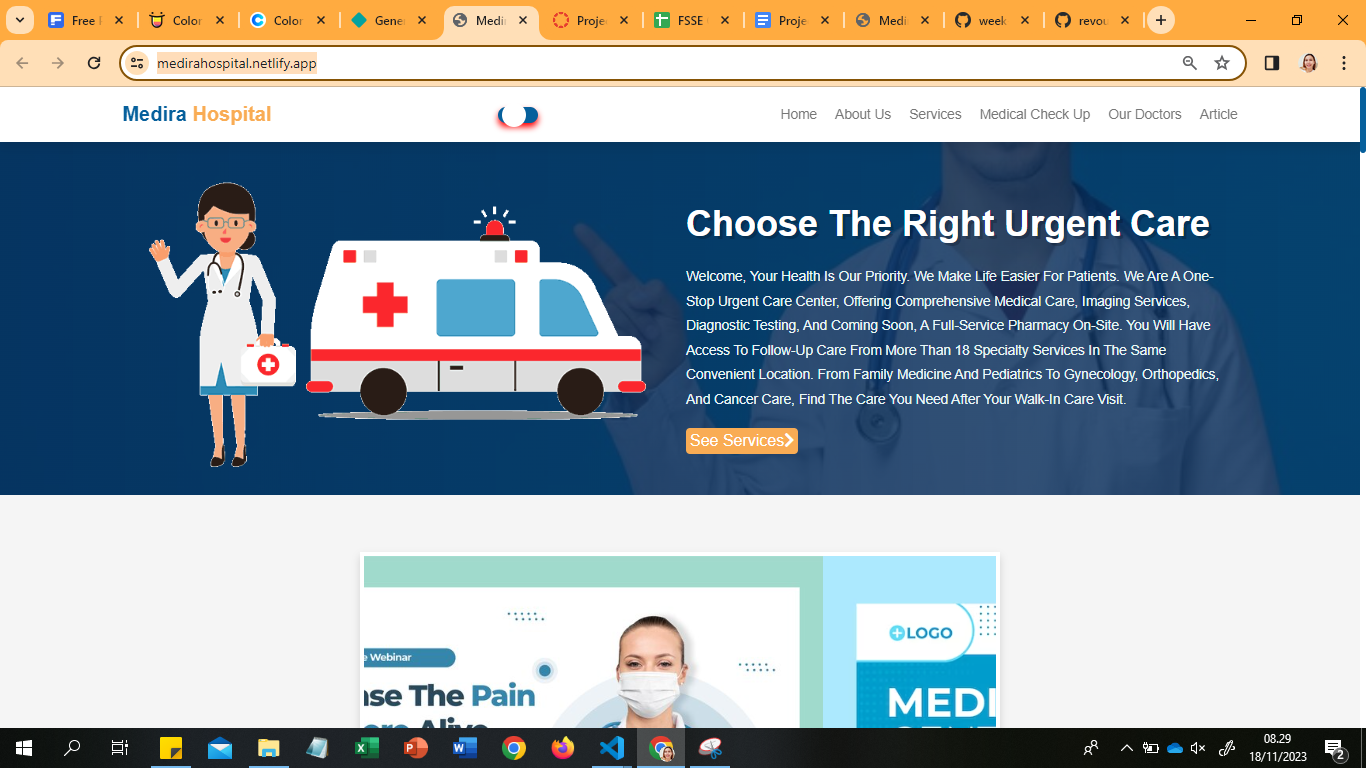 Free F
Color
Color
Gene
Medir
Projec
FSSE
Projec
Medi
week
revou
medirahospital.netlify.app
Medira Hospital
Home About Us Services Medical Check Up Our Doctors Article
Choose The Right Urgent Care
Welcome, Your Health Is Our Priority. We Make Life Easier For Patients. We Are A One-
Stop Urgent Care Center, Offering Comprehensive Medical Care, Imaging Services,
Diagnostic Testing, And Coming Soon, A Full-Service Pharmacy On-Site. You Will Have
Access To Follow-Up Care From More Than 18 Specialty Services In The Same
Convenient Location. From Family Medicine And Pediatrics To Gynecology, Orthopedics,
And Cancer Care, Find The Care You Need After Your Walk-In Care Visit.
See Services
e Webinar
ase The Pain
Alive
LOGO
MEDI
08.29
18/11/2023
2